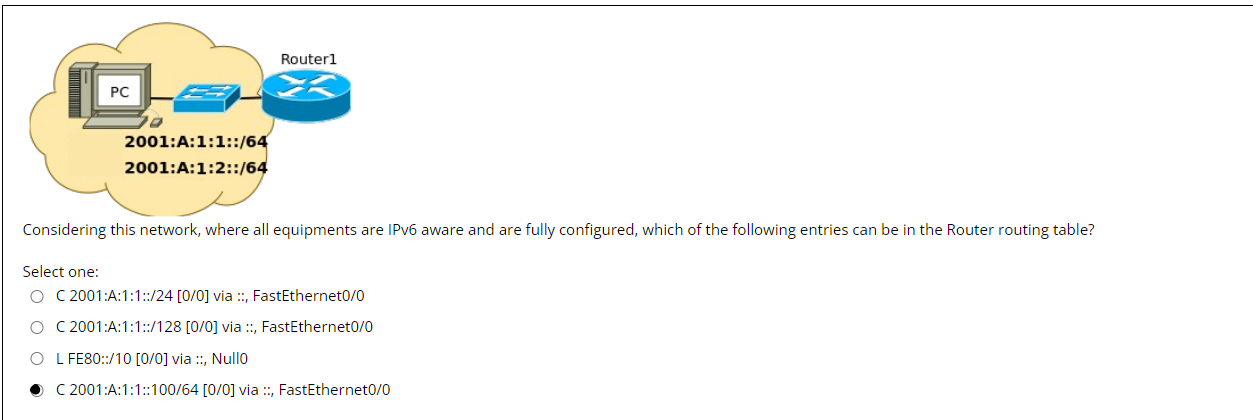 Router1
PC
2001:A:1:1::/64
2001:A:1:2::/64
Considering this network, where all equipments are IPv6 aware and are fully configured, which of the following entries can be in the Router routing table?
Select one:
C 2001:A:1:1::/24 [0/0] via ::, FastEthernet0/0
C 2001:A:1:1::/128 [0/0] via ::, FastEthernet0/0
L FE80::/10 [0/0] via ::, Null0
C 2001:A:1:1::100/64 [0/0] via ::, FastEthernet0/0